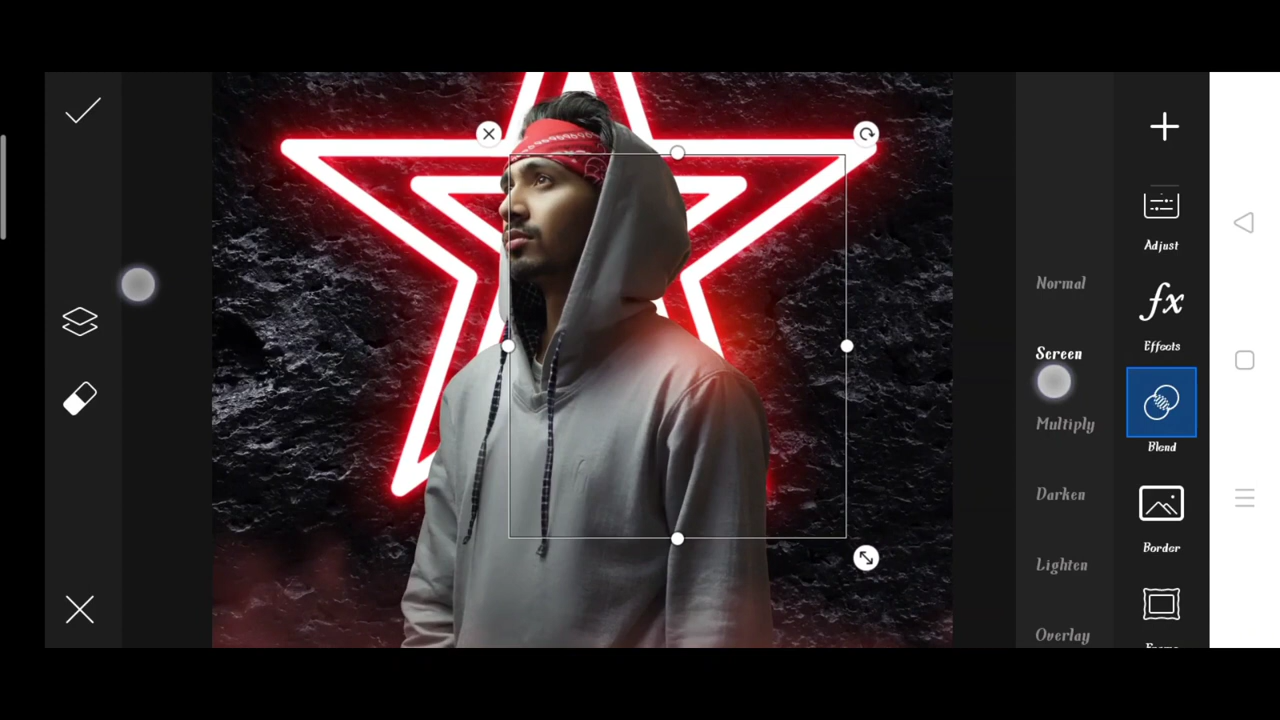 Normal
Screen
Multiply
Darken
Lighten
Overlay
Adjust
fx
Effects
Blend
Border